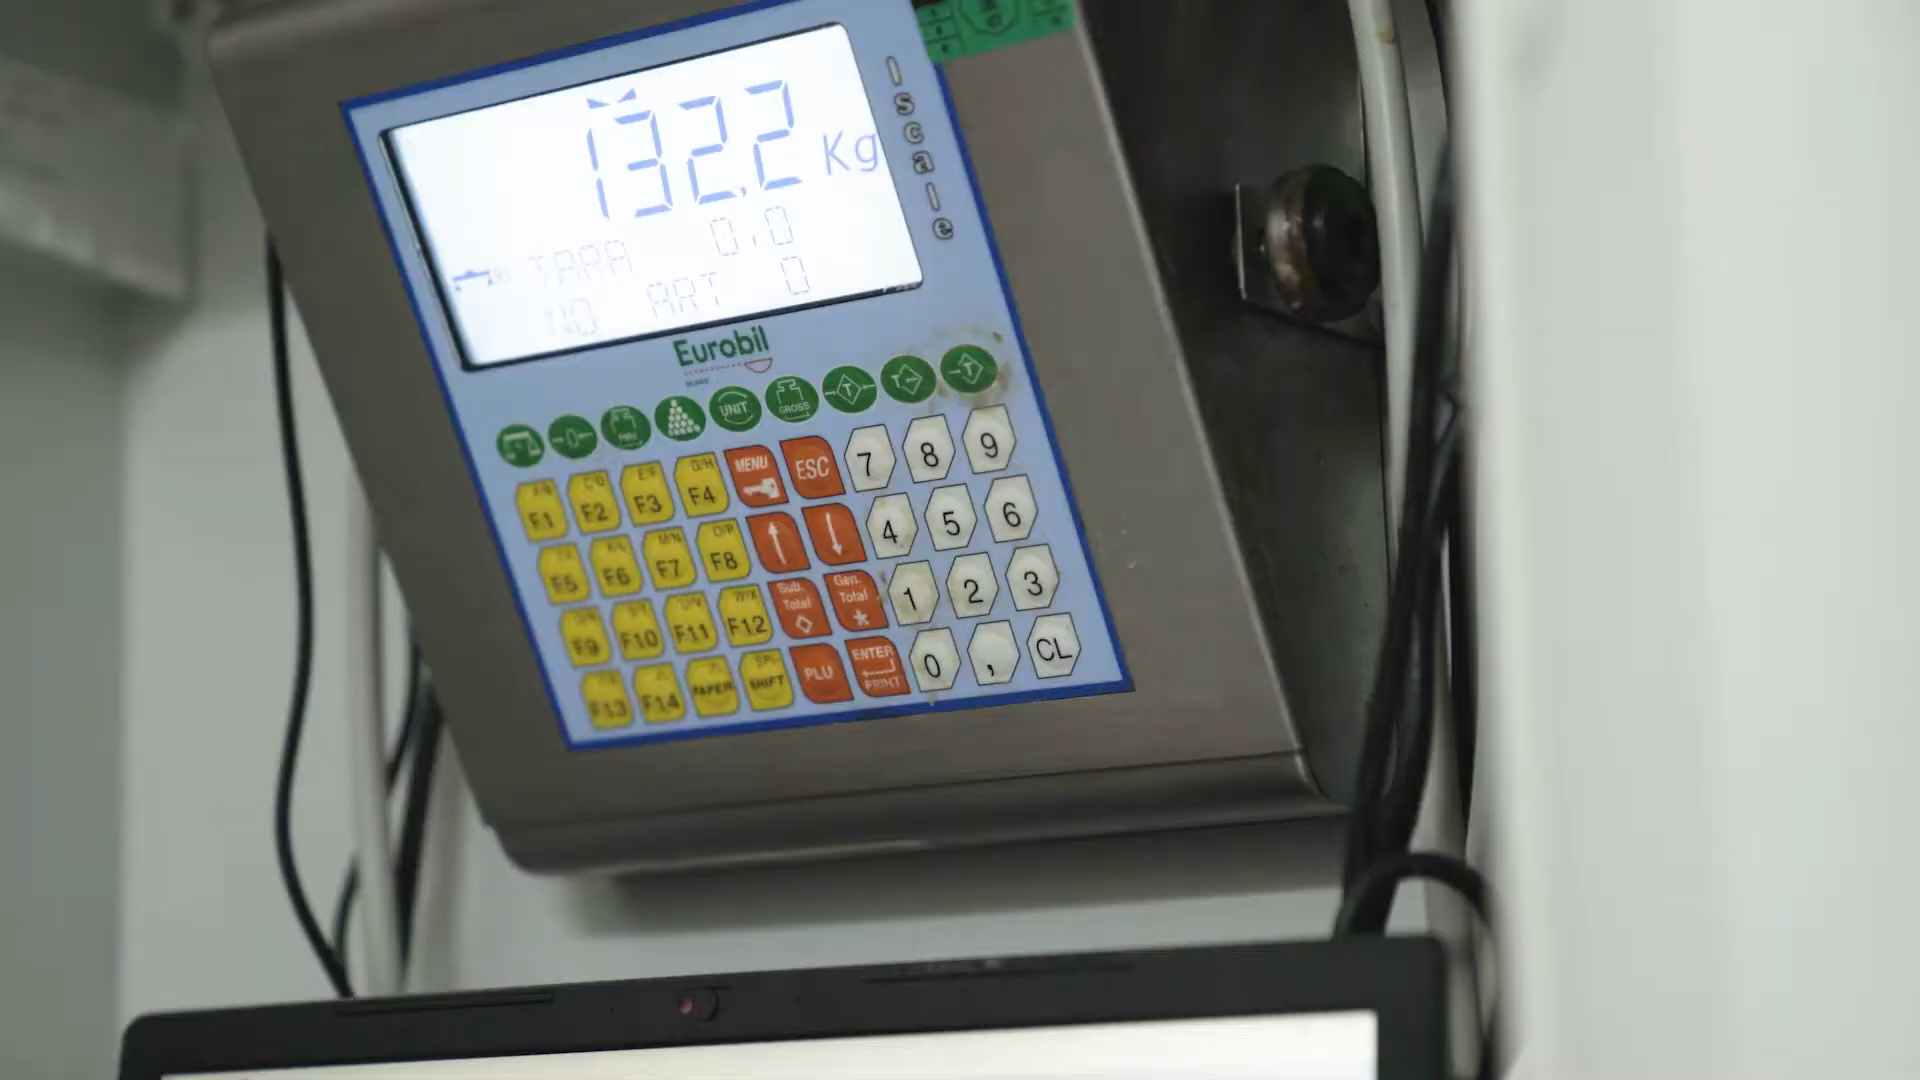 132.2 Kg
Iscale
TARA 0,0
NO ART 0
Eurobil
UNIT GROSS T T T
F1 F2 F3 G/H F4 MENU ESC 7 8 9
F5 F6 M/N F7 O/P F8 4 5 6
F9 F10 F11 F12 Sub. Total Gen. Total * 1 2 3
F13 F14 PAPER SHIFT PLU ENTER PRINT 0 , CL